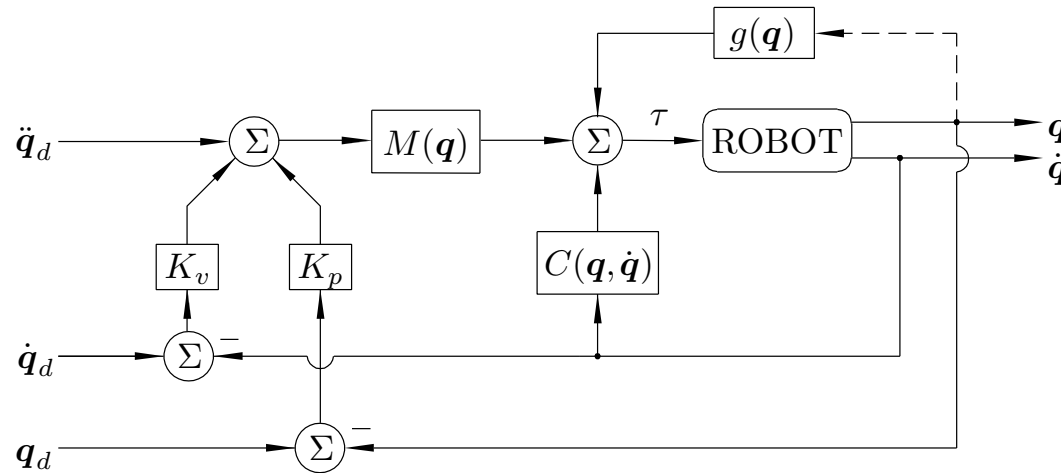 g(q)
q̈_d
Σ
M(q)
Σ
τ
ROBOT
q
q̇
K_v
K_p
C(q, q̇)
q̇_d
Σ
−
q_d
Σ
−